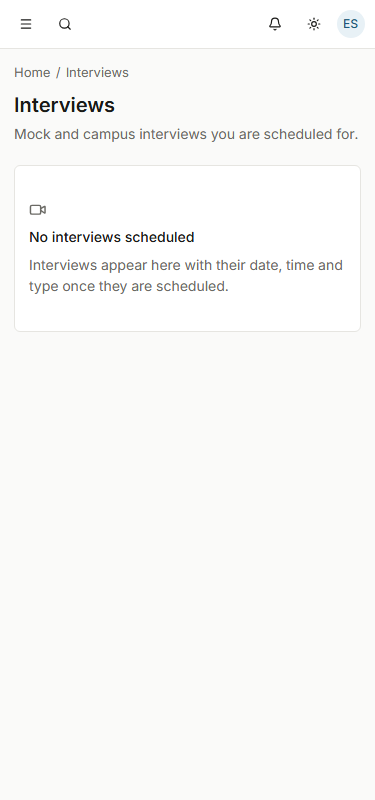 ES
Home / Interviews
Interviews
Mock and campus interviews you are scheduled for.
No interviews scheduled
Interviews appear here with their date, time and
type once they are scheduled.